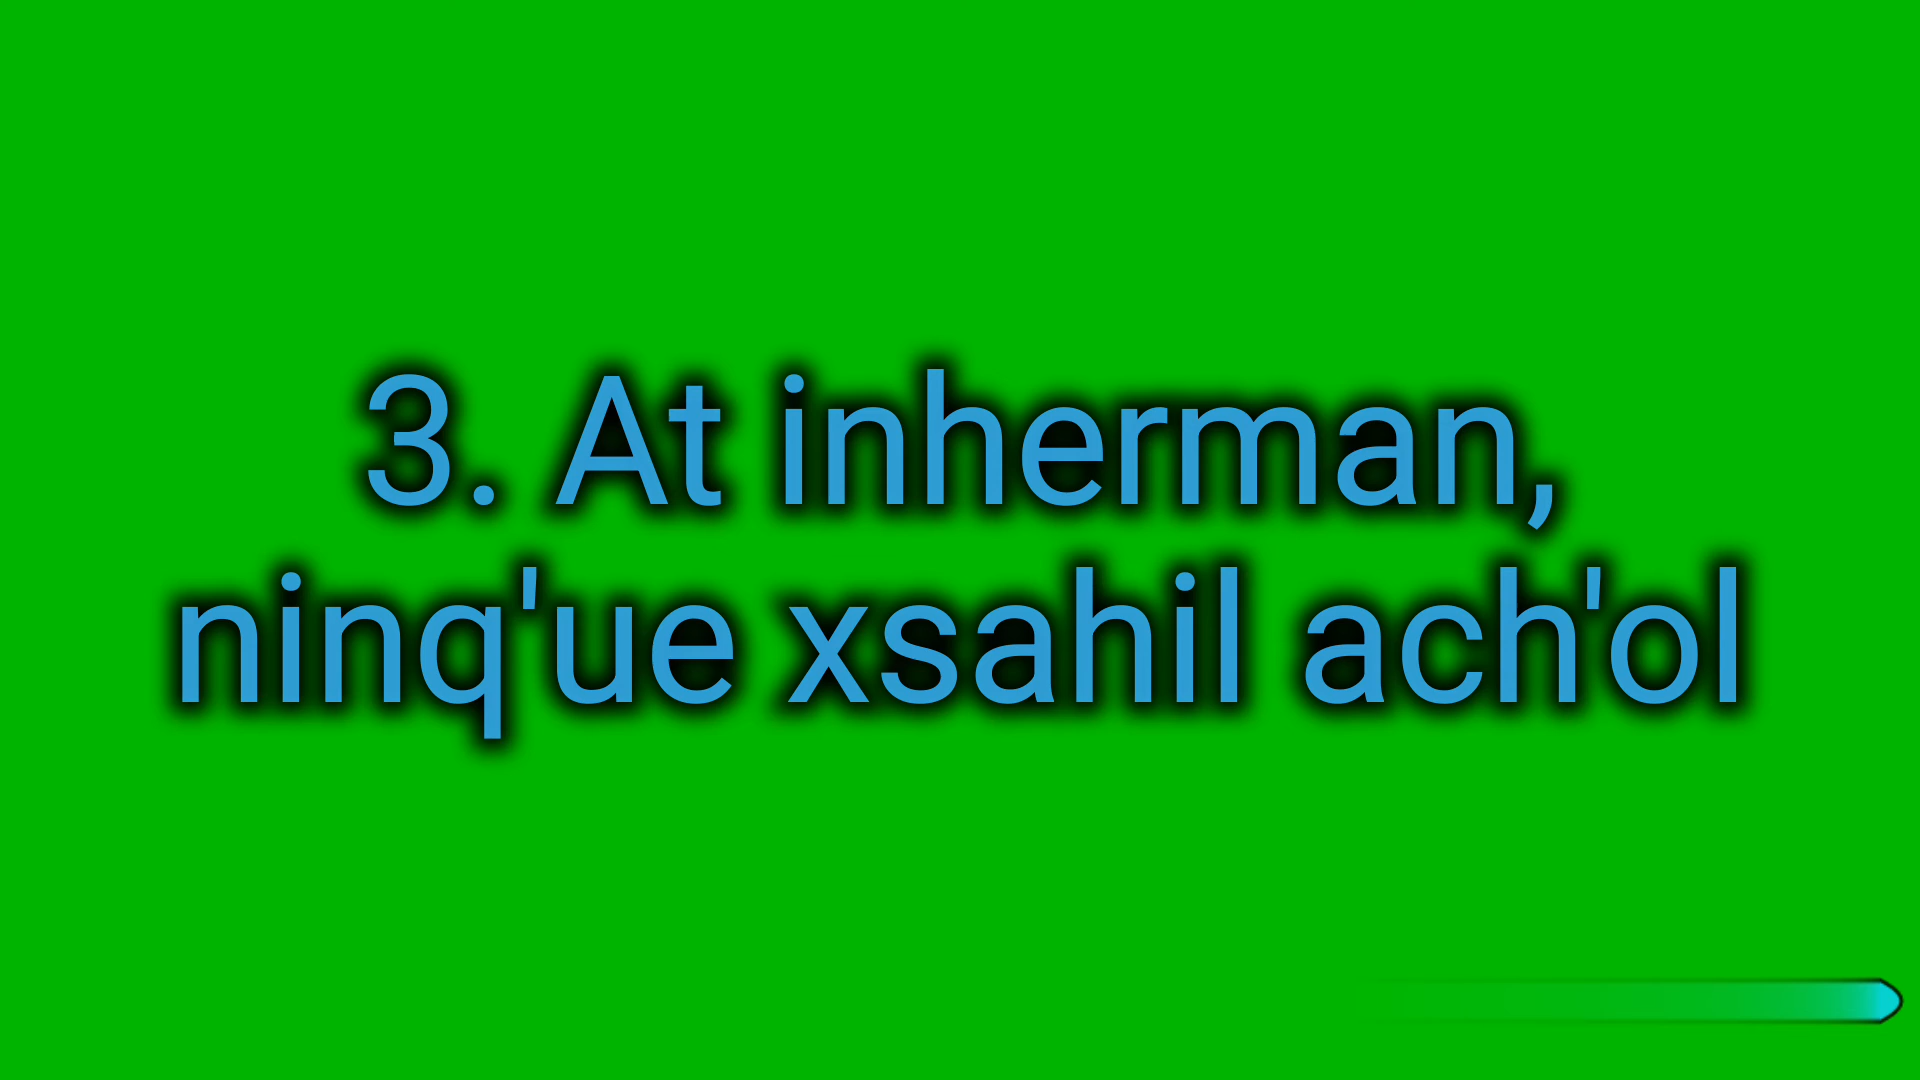 3. At inherman,
ninq'ue xsahil ach'ol